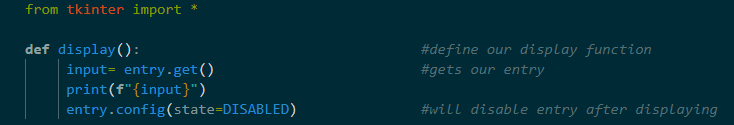 from tkinter import *
def display(): #define our display function
input= entry.get() #gets our entry
print(f"{input}")
entry.config(state=DISABLED) #will disable entry after displaying